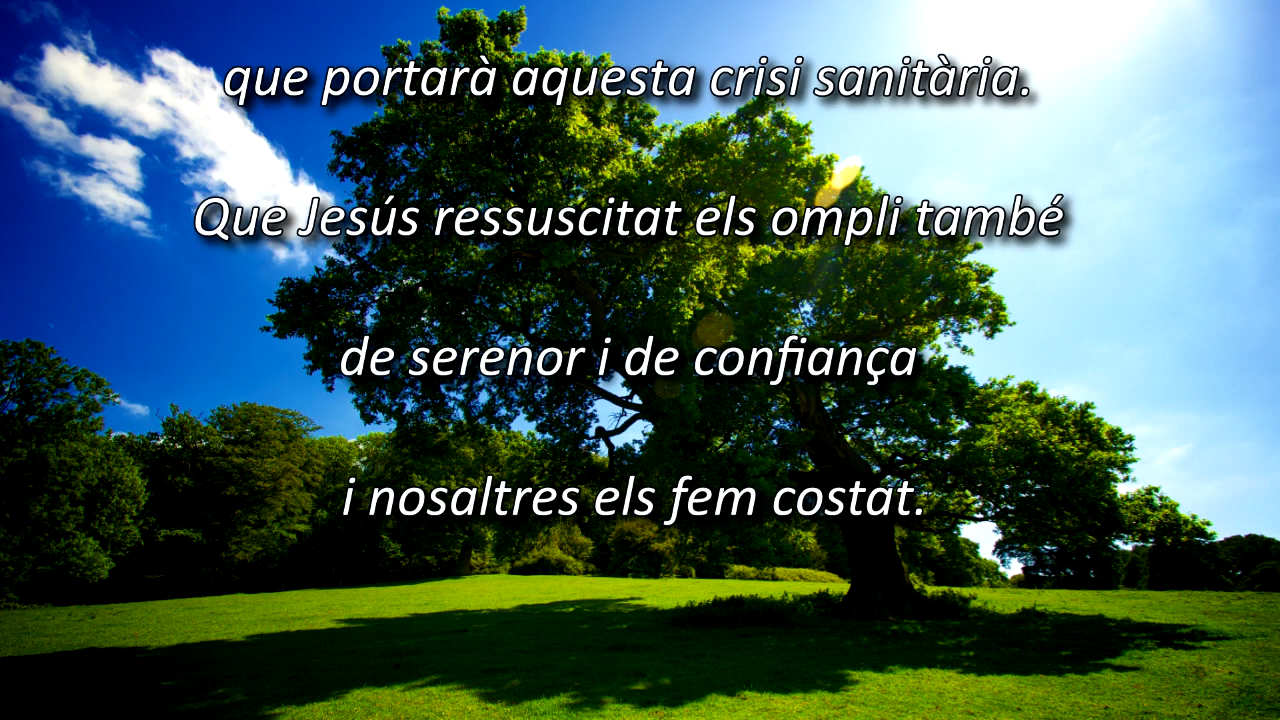 que portarà aquesta crisi sanitària.
Que Jesús ressuscitat els ompli també
de serenor i de confiança
i nosaltres els fem costat.